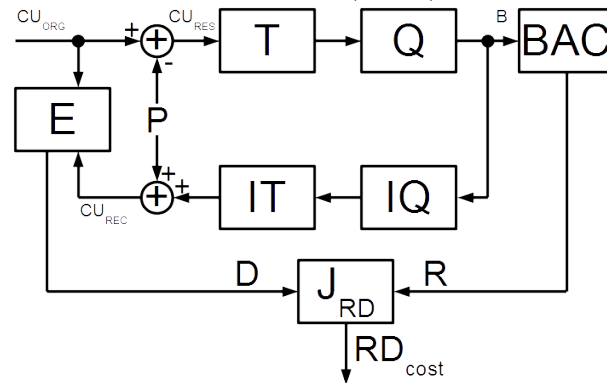 CU_ORG + CU_RES T Q B BAC
-
E P
+ +
IT IQ
CU_REC
D J_RD R
RD_cost